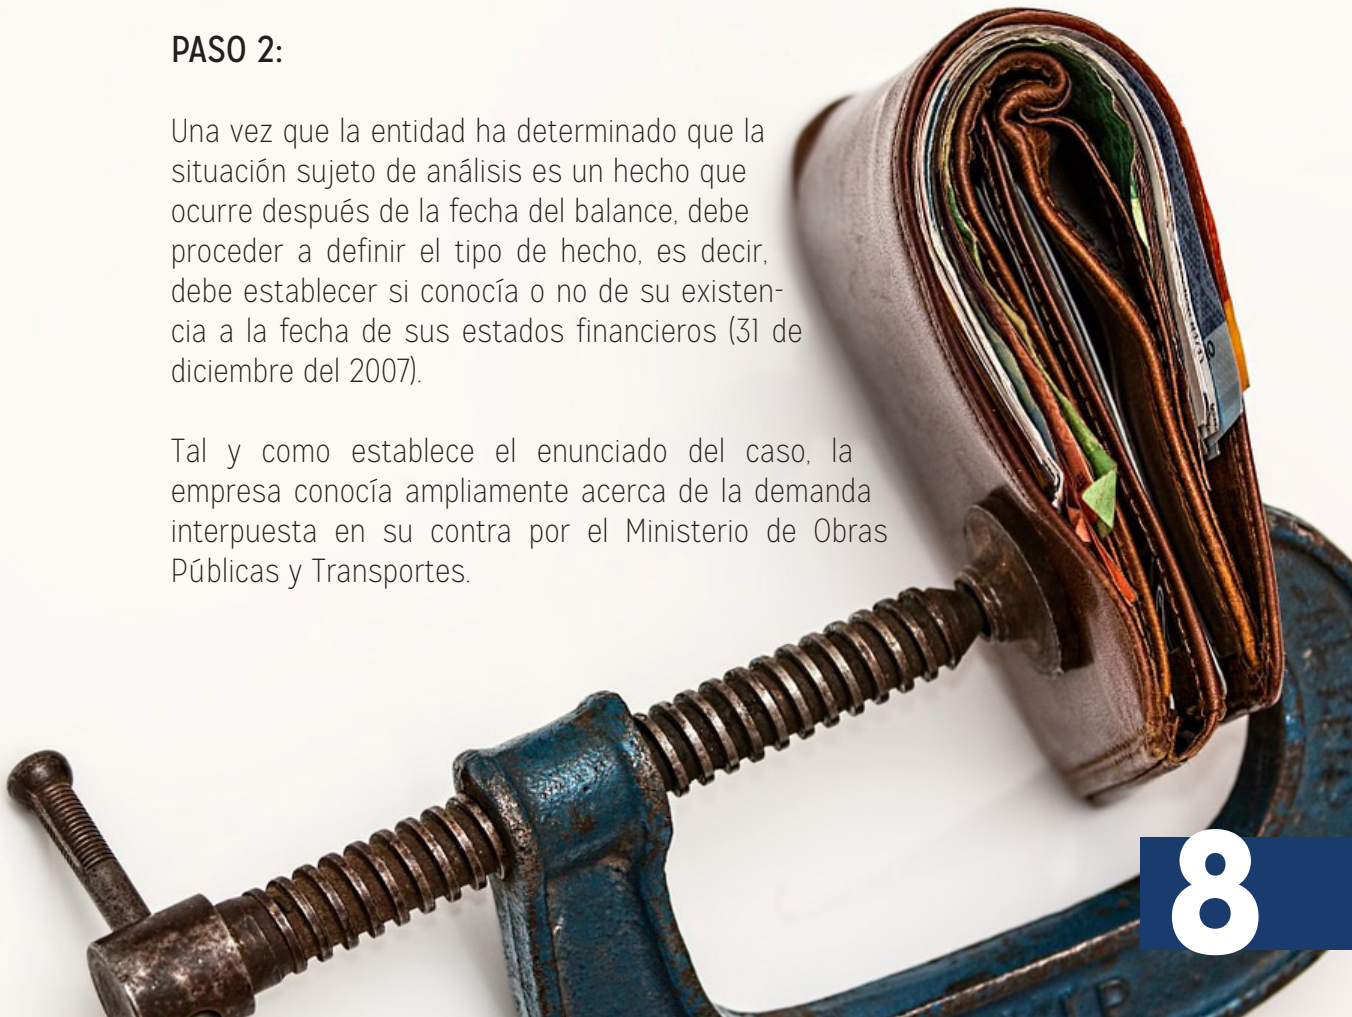 PASO 2:
Una vez que la entidad ha determinado que la
situación sujeto de análisis es un hecho que
ocurre después de la fecha del balance, debe
proceder a definir el tipo de hecho, es decir,
debe establecer si conocía o no de su existen-
cia a la fecha de sus estados financieros (31 de
diciembre del 2007).
Tal y como establece el enunciado del caso, la
empresa conocía ampliamente acerca de la demanda
interpuesta en su contra por el Ministerio de Obras
Públicas y Transportes.
8